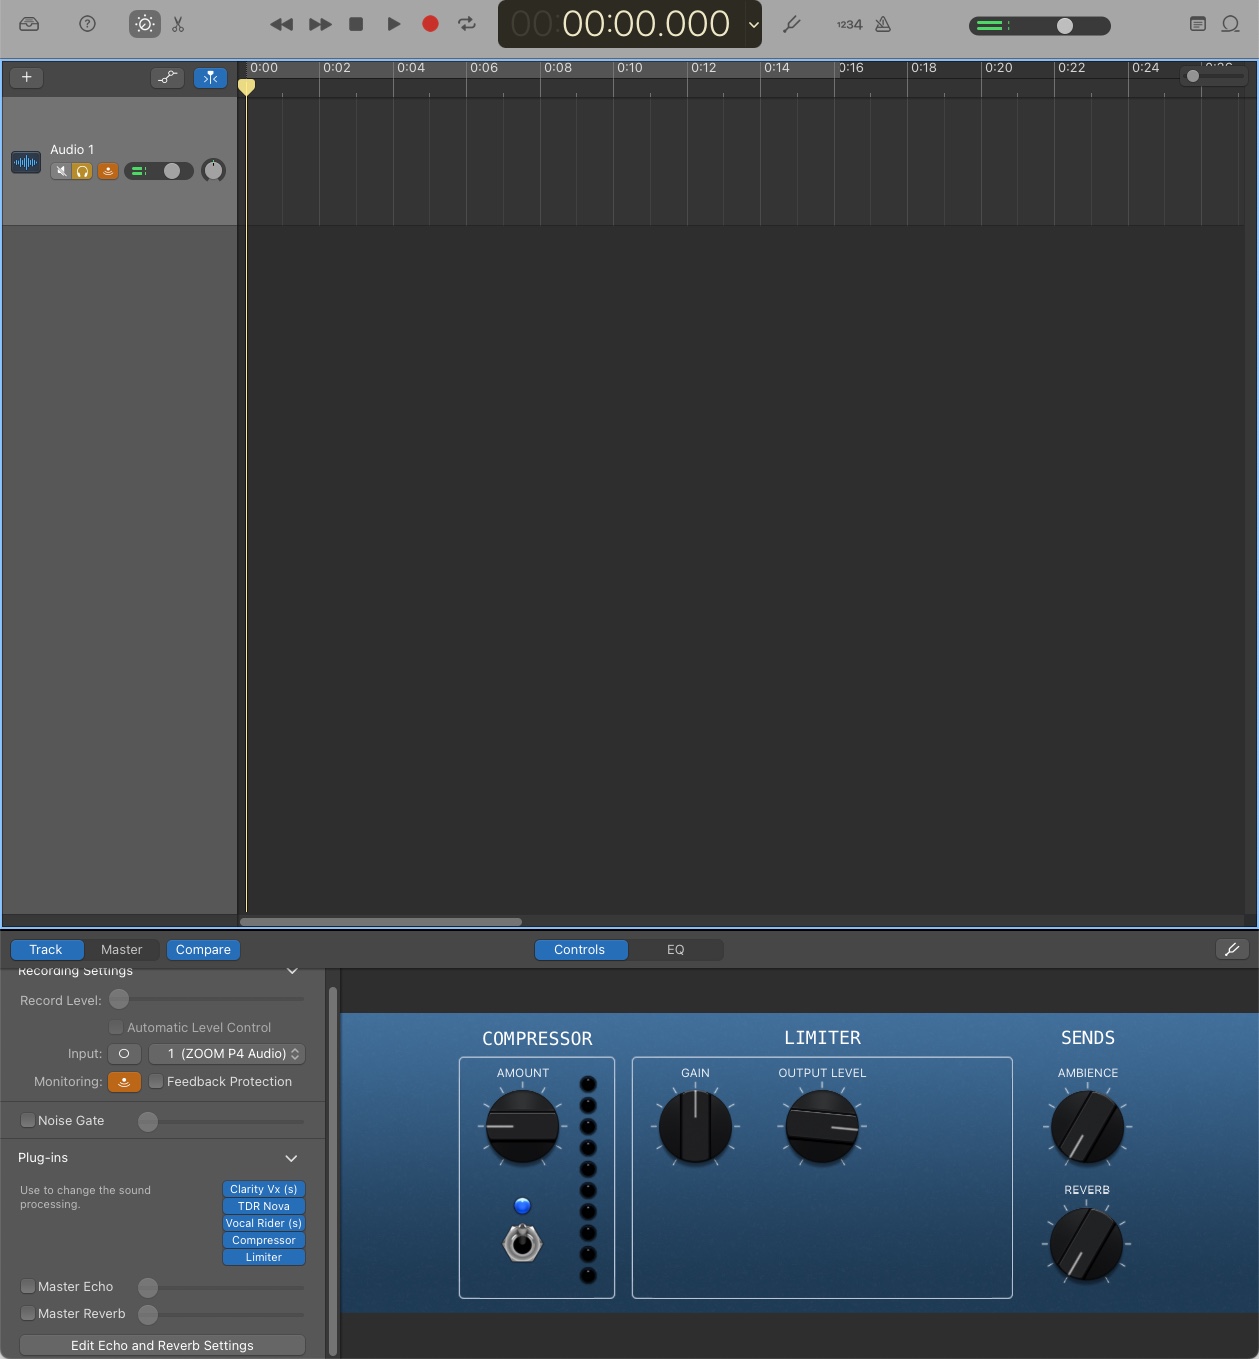 00:00:00.000
1234
0:00 0:02 0:04 0:06 0:08 0:10 0:12 0:14 0:16 0:18 0:20 0:22 0:24 0:26
Audio 1
Track Master Compare Controls EQ
Recording Settings
Record Level:
Automatic Level Control
Input: 1 (ZOOM P4 Audio)
Monitoring: Feedback Protection
Noise Gate
Plug-ins
Use to change the sound
processing.
Clarity Vx (s)
TDR Nova
Vocal Rider (s)
Compressor
Limiter
Master Echo
Master Reverb
Edit Echo and Reverb Settings
COMPRESSOR
AMOUNT
LIMITER
GAIN OUTPUT LEVEL
SENDS
AMBIENCE
REVERB